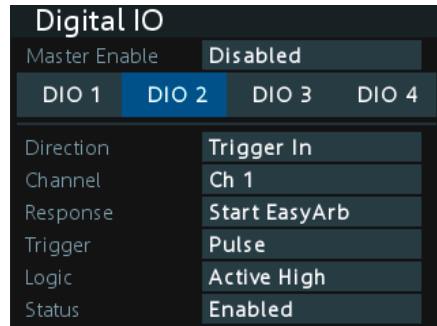 Digital IO
Master Enable Disabled
DIO 1 DIO 2 DIO 3 DIO 4
Direction Trigger In
Channel Ch 1
Response Start EasyArb
Trigger Pulse
Logic Active High
Status Enabled